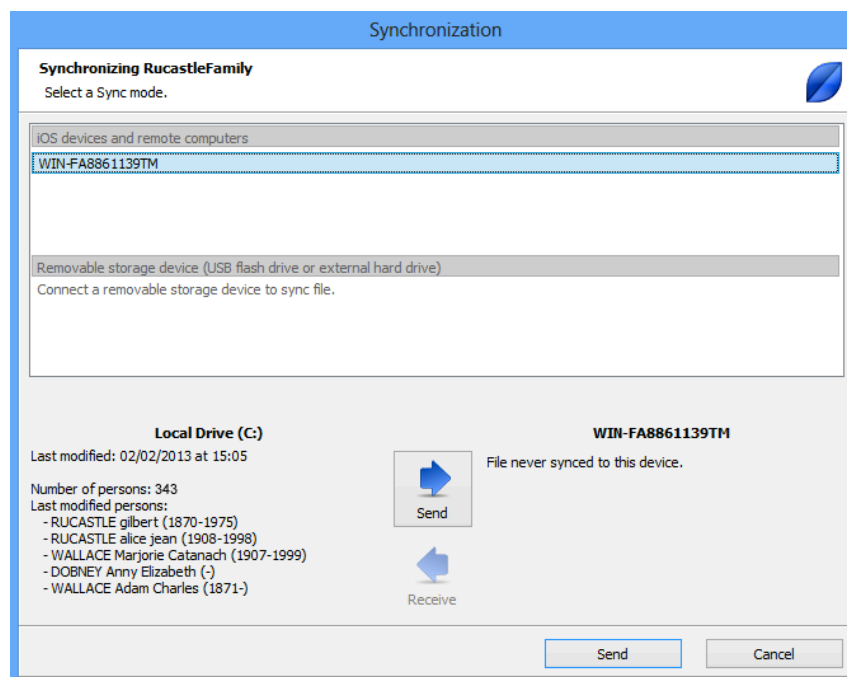 Synchronization
Synchronizing RucastleFamily
Select a Sync mode.
iOS devices and remote computers
WIN-FA8861139TM
Removable storage device (USB flash drive or external hard drive)
Connect a removable storage device to sync file.
Local Drive (C:)
Last modified: 02/02/2013 at 15:05
Number of persons: 343
Last modified persons:
- RUCASTLE gilbert (1870-1975)
- RUCASTLE alice jean (1908-1998)
- WALLACE Marjorie Catanach (1907-1999)
- DOBNEY Anny Elizabeth (-)
- WALLACE Adam Charles (1871-)
Send
Receive
WIN-FA8861139TM
File never synced to this device.
Send
Cancel